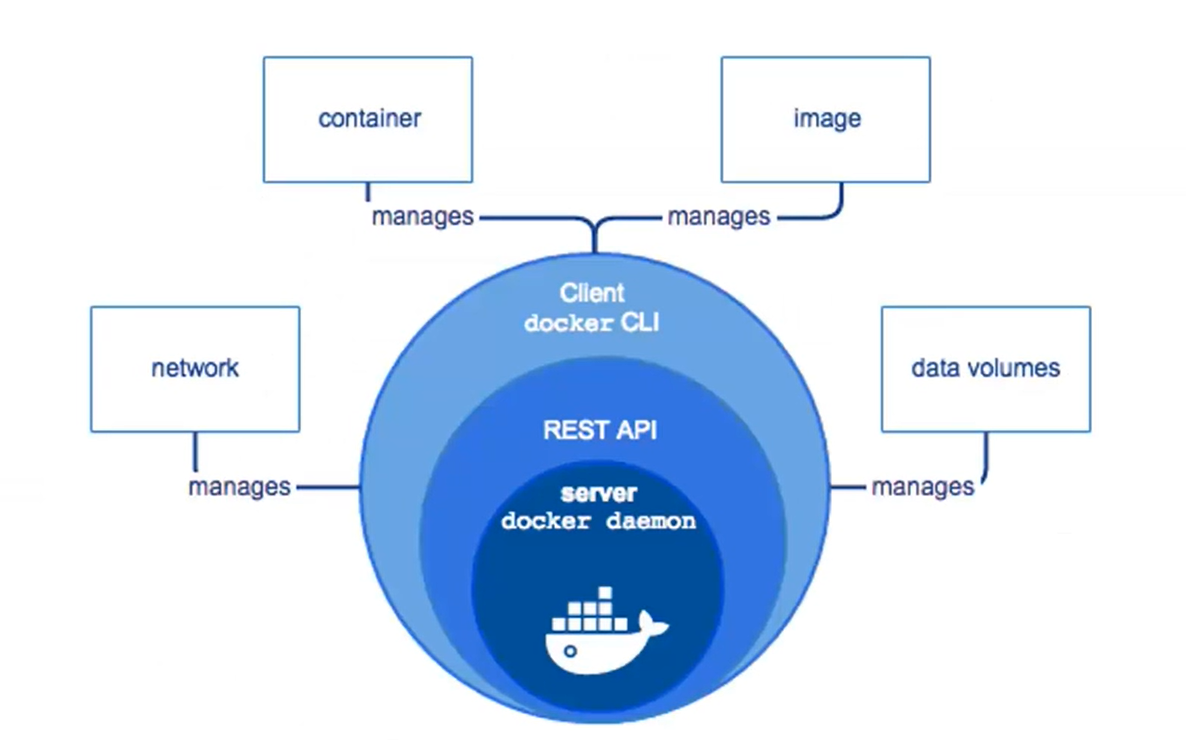 container
image
manages
manages
Client
docker CLI
network
data volumes
REST API
manages
manages
server
docker daemon